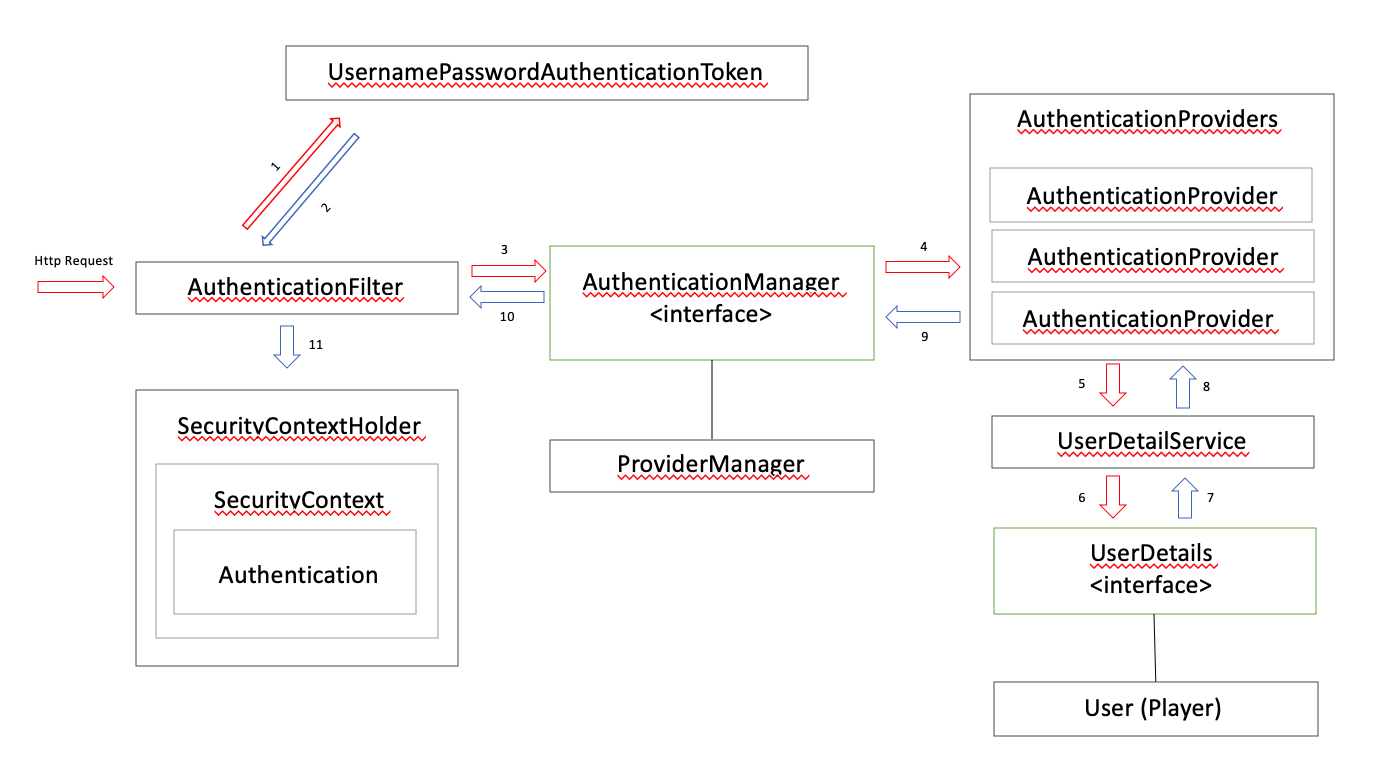 UsernamePasswordAuthenticationToken
AuthenticationProviders
AuthenticationProvider
AuthenticationProvider
AuthenticationProvider
1
2
Http Request
AuthenticationFilter
3
10
AuthenticationManager
<interface>
4
9
11
5
8
SecurityContextHolder
SecurityContext
Authentication
ProviderManager
UserDetailService
6
7
UserDetails
<interface>
User (Player)